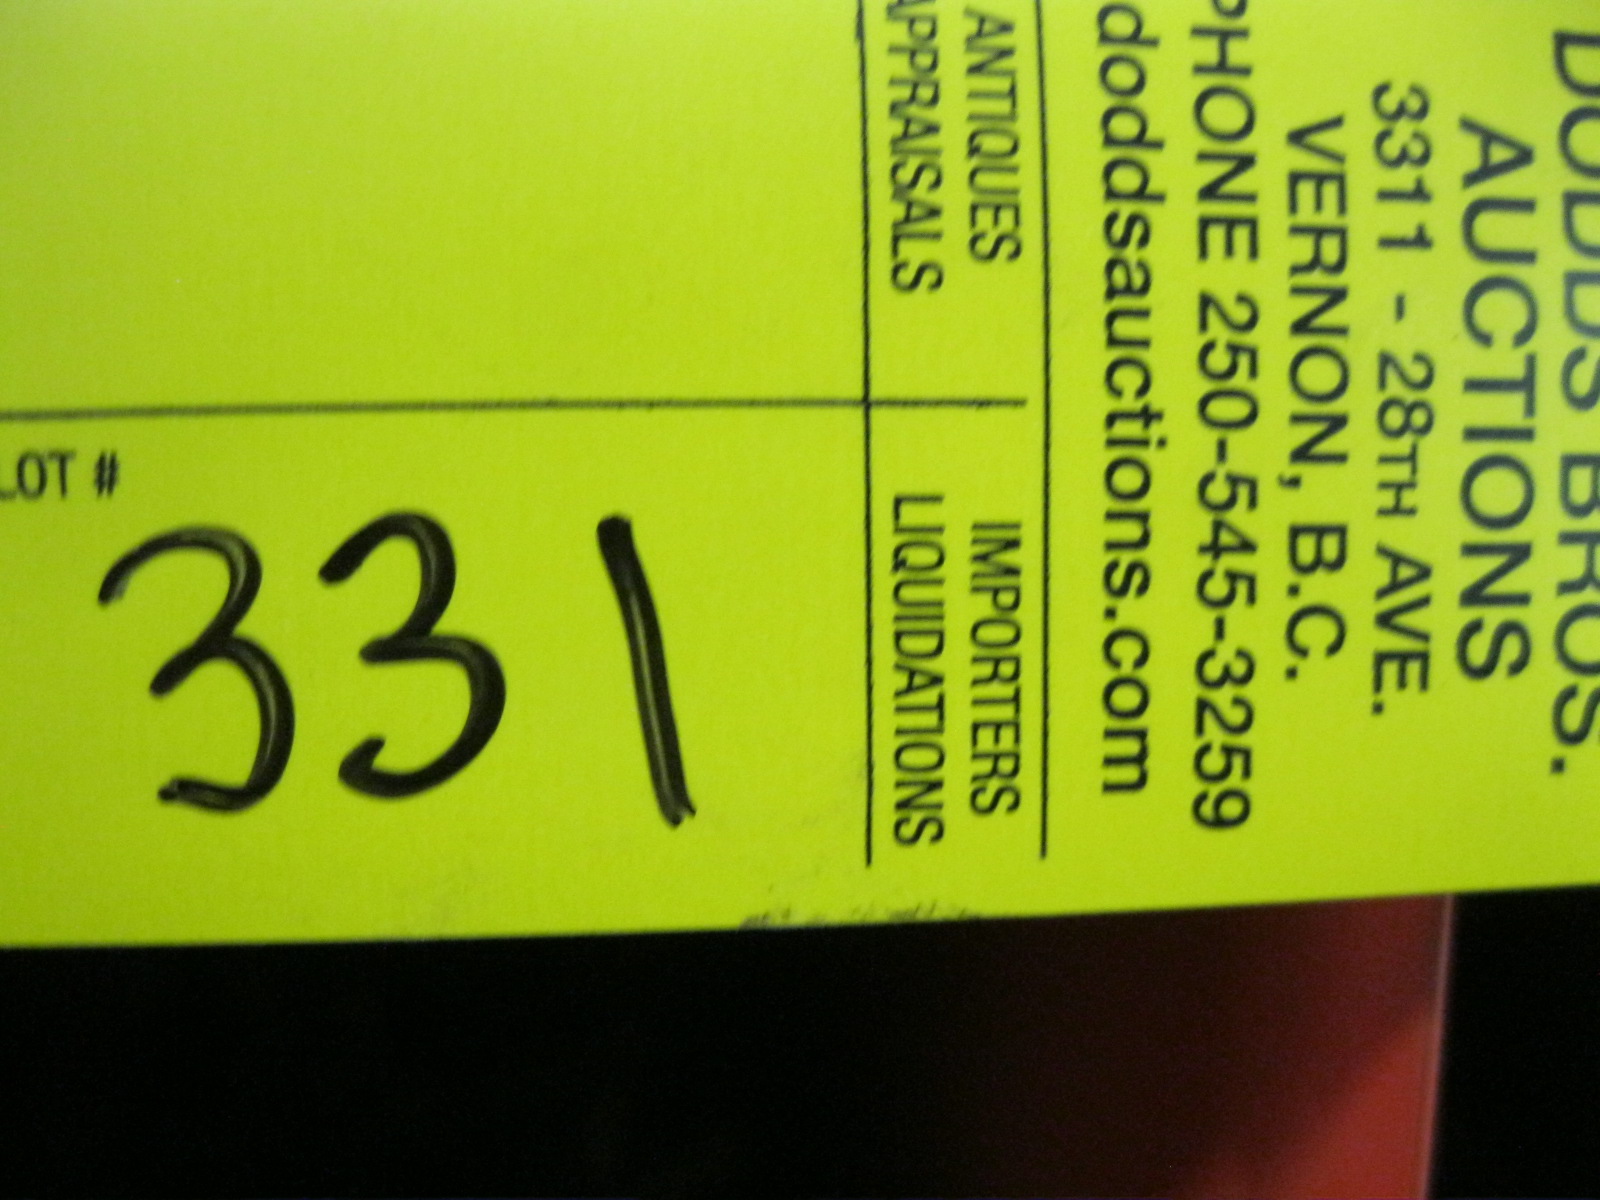 DODDS BROS.
AUCTIONS
3311 - 28TH AVE.
VERNON, B.C.
PHONE 250-545-3259
doddsauctions.com
ANTIQUES IMPORTERS
APPRAISALS LIQUIDATIONS
LOT #
331